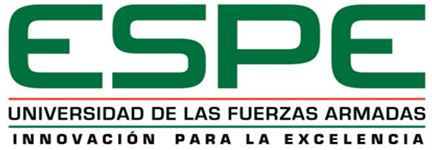 ESPE
UNIVERSIDAD DE LAS FUERZAS ARMADAS
INNOVACIÓN PARA LA EXCELENCIA